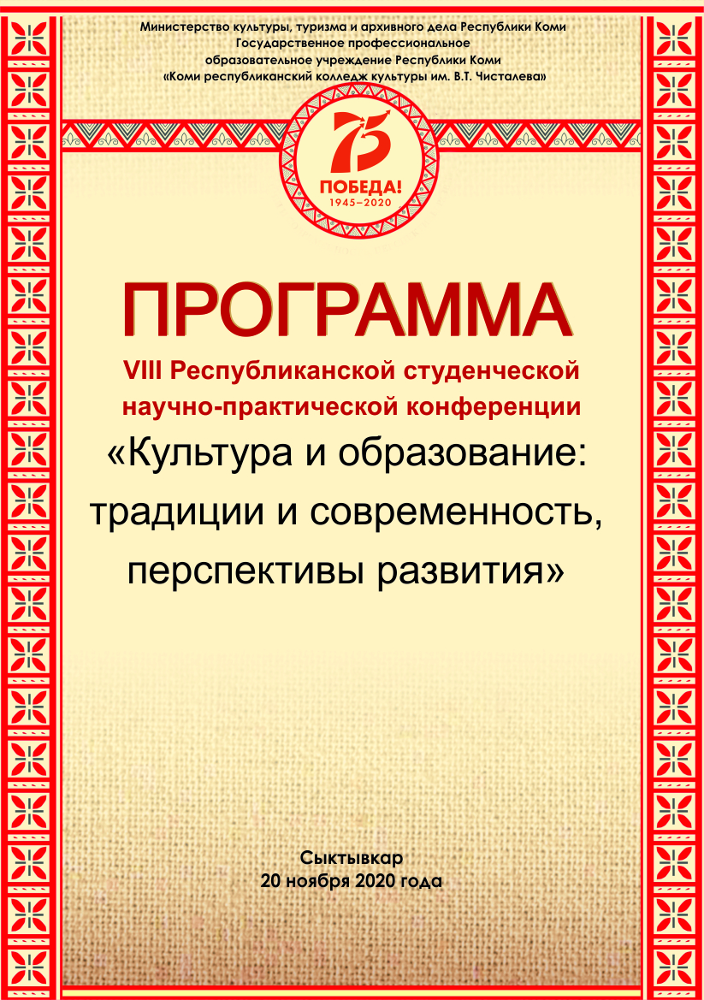 Министерство культуры, туризма и архивного дела Республики Коми
Государственное профессиональное
образовательное учреждение Республики Коми
«Коми республиканский колледж культуры им. В.Т. Чисталева»
75
ПОБЕДА!
1945–2020
ПРОГРАММА
VIII Республиканской студенческой
научно-практической конференции
«Культура и образование:
традиции и современность,
перспективы развития»
Сыктывкар
20 ноября 2020 года